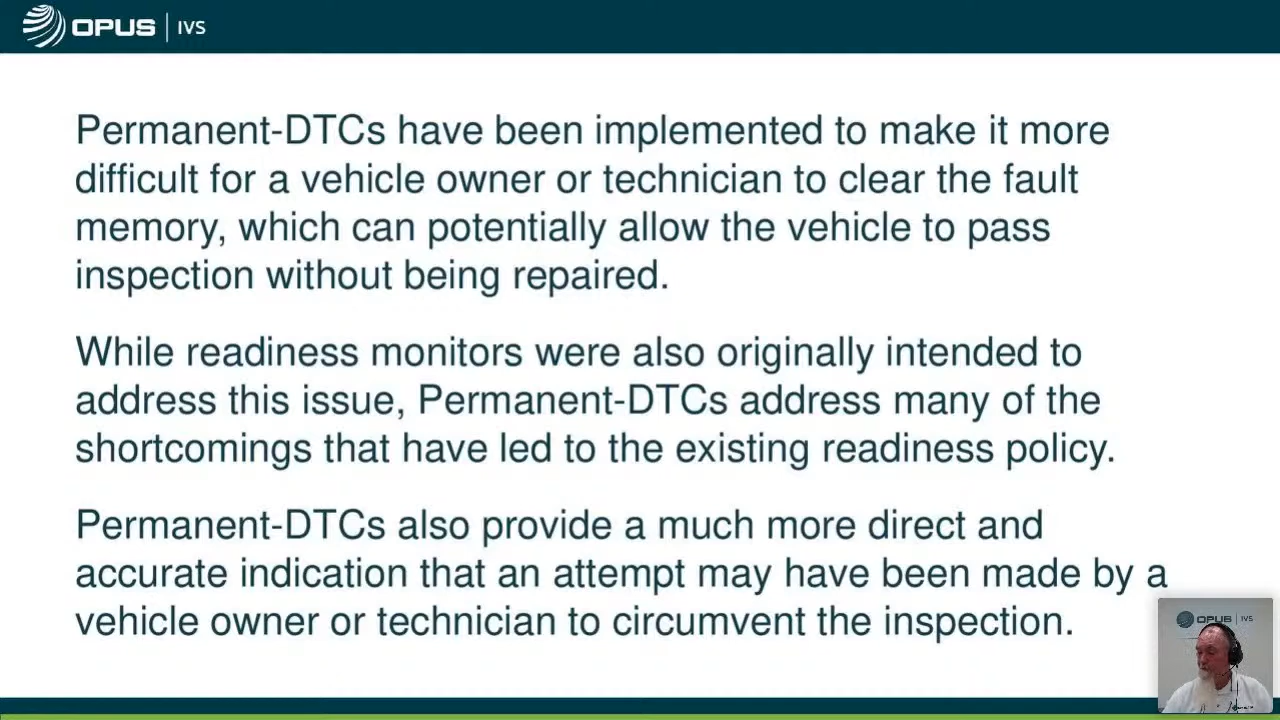 OPUS IVS
Permanent-DTCs have been implemented to make it more
difficult for a vehicle owner or technician to clear the fault
memory, which can potentially allow the vehicle to pass
inspection without being repaired.
While readiness monitors were also originally intended to
address this issue, Permanent-DTCs address many of the
shortcomings that have led to the existing readiness policy.
Permanent-DTCs also provide a much more direct and
accurate indication that an attempt may have been made by a
vehicle owner or technician to circumvent the inspection.
OPUS IVS